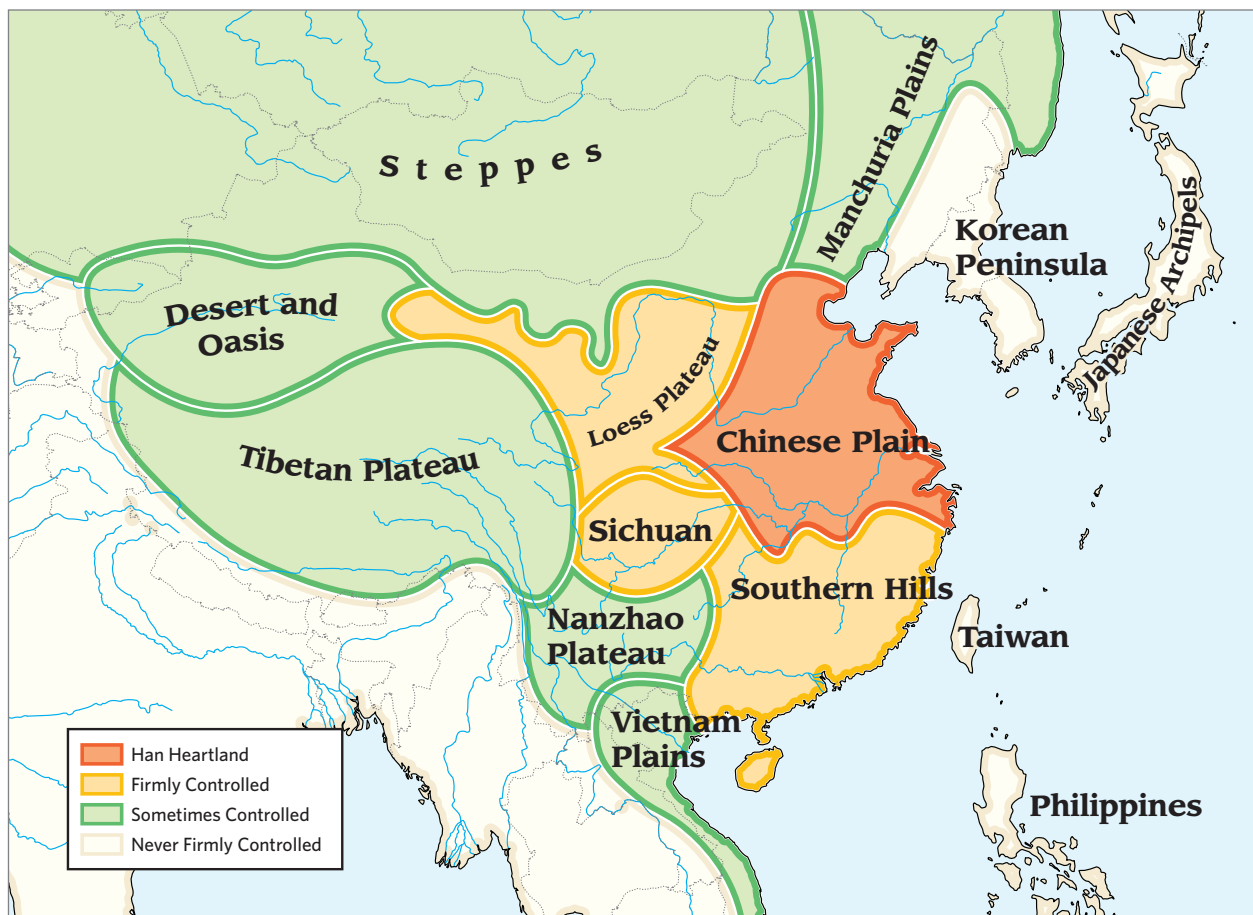 Steppes
Manchuria Plains
Korean
Peninsula
Japanese Archipels
Desert and
Oasis
Loess Plateau
Chinese Plain
Tibetan Plateau
Sichuan
Southern Hills
Nanzhao
Plateau
Taiwan
Vietnam
Plains
Philippines
Han Heartland
Firmly Controlled
Sometimes Controlled
Never Firmly Controlled